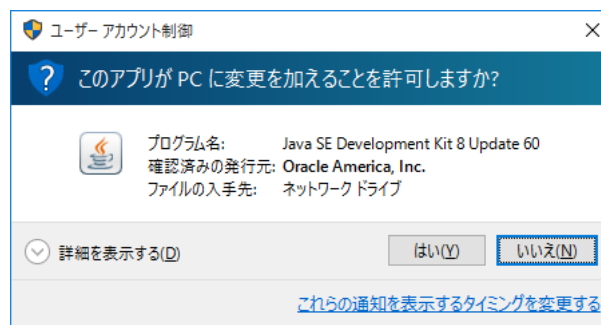 ユーザー アカウント制御
このアプリが PC に変更を加えることを許可しますか?
プログラム名: Java SE Development Kit 8 Update 60
確認済みの発行元: Oracle America, Inc.
ファイルの入手先: ネットワーク ドライブ
詳細を表示する(D) はい(Y) いいえ(N)
これらの通知を表示するタイミングを変更する